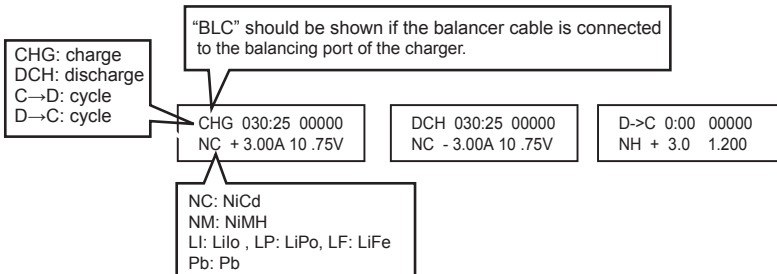 “BLC” should be shown if the balancer cable is connected
to the balancing port of the charger.
CHG: charge
DCH: discharge
C→D: cycle
D→C: cycle
CHG 030:25 00000
NC + 3.00A 10 .75V
DCH 030:25 00000
NC - 3.00A 10 .75V
D->C 0:00 00000
NH + 3.0 1.200
NC: NiCd
NM: NiMH
LI: LiIo , LP: LiPo, LF: LiFe
Pb: Pb